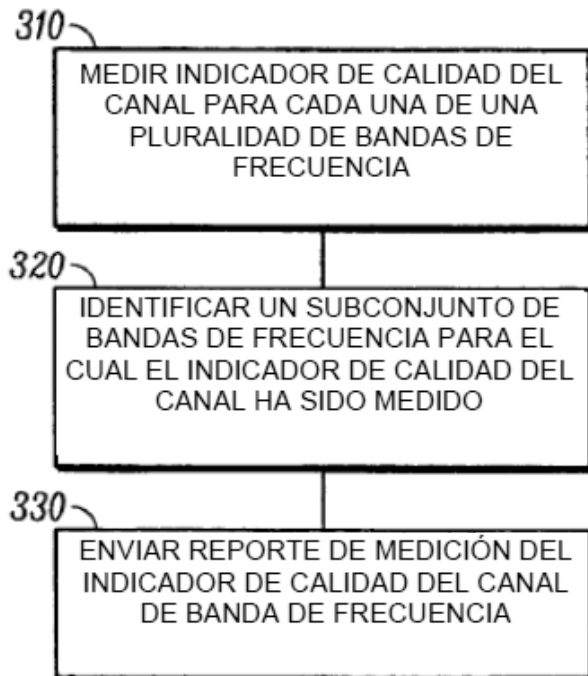 310
MEDIR INDICADOR DE CALIDAD DEL
CANAL PARA CADA UNA DE UNA
PLURALIDAD DE BANDAS DE
FRECUENCIA
320
IDENTIFICAR UN SUBCONJUNTO DE
BANDAS DE FRECUENCIA PARA EL
CUAL EL INDICADOR DE CALIDAD DEL
CANAL HA SIDO MEDIDO
330
ENVIAR REPORTE DE MEDICIÓN DEL
INDICADOR DE CALIDAD DEL CANAL
DE BANDA DE FRECUENCIA